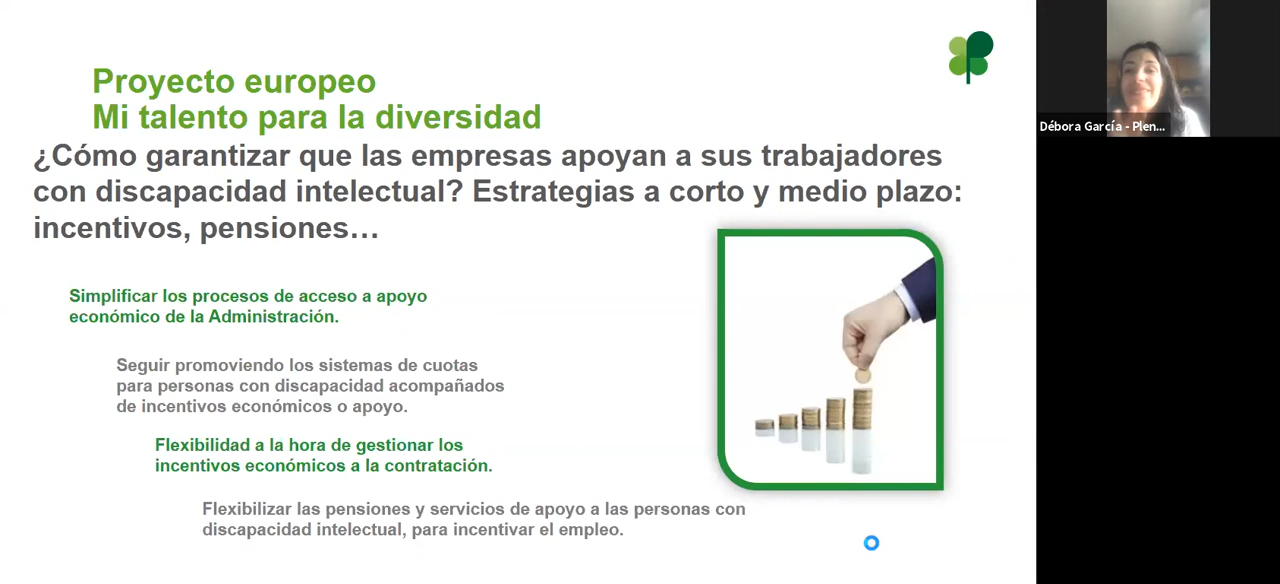 Proyecto europeo
Mi talento para la diversidad
¿Cómo garantizar que las empresas apoyan a sus trabajadores
con discapacidad intelectual? Estrategias a corto y medio plazo:
incentivos, pensiones…
Simplificar los procesos de acceso a apoyo
económico de la Administración.
Seguir promoviendo los sistemas de cuotas
para personas con discapacidad acompañados
de incentivos económicos o apoyo.
Flexibilidad a la hora de gestionar los
incentivos económicos a la contratación.
Flexibilizar las pensiones y servicios de apoyo a las personas con
discapacidad intelectual, para incentivar el empleo.
Débora García - Plen...